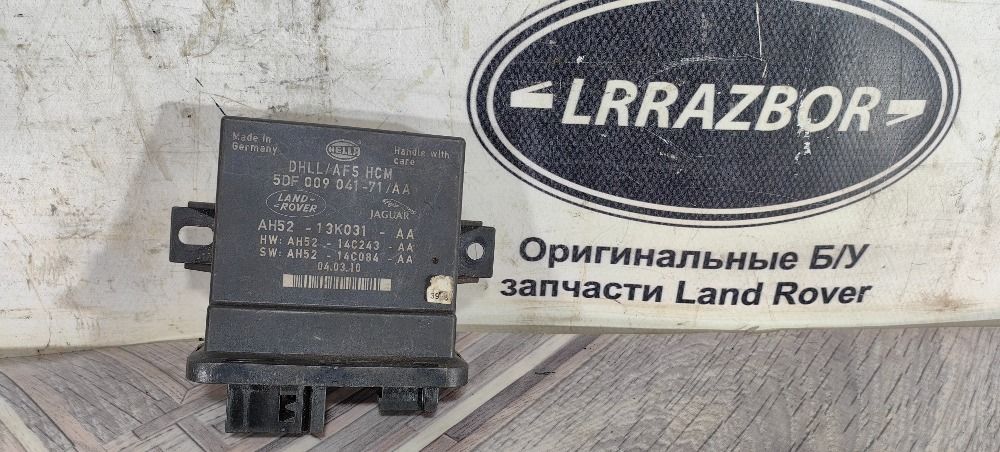 Made in
Germany
HELLA
Handle with
care
DHLL/AFS HCM
5DF 009 041-71/AA
LAND-
ROVER
JAGUAR
AH52 - 13K031 - AA
HW: AH52 - 14C243 - AA
SW: AH52 - 14C084 - AA
04.03.10
LRRAZBOR
Оригинальные Б/У
запчасти Land Rover